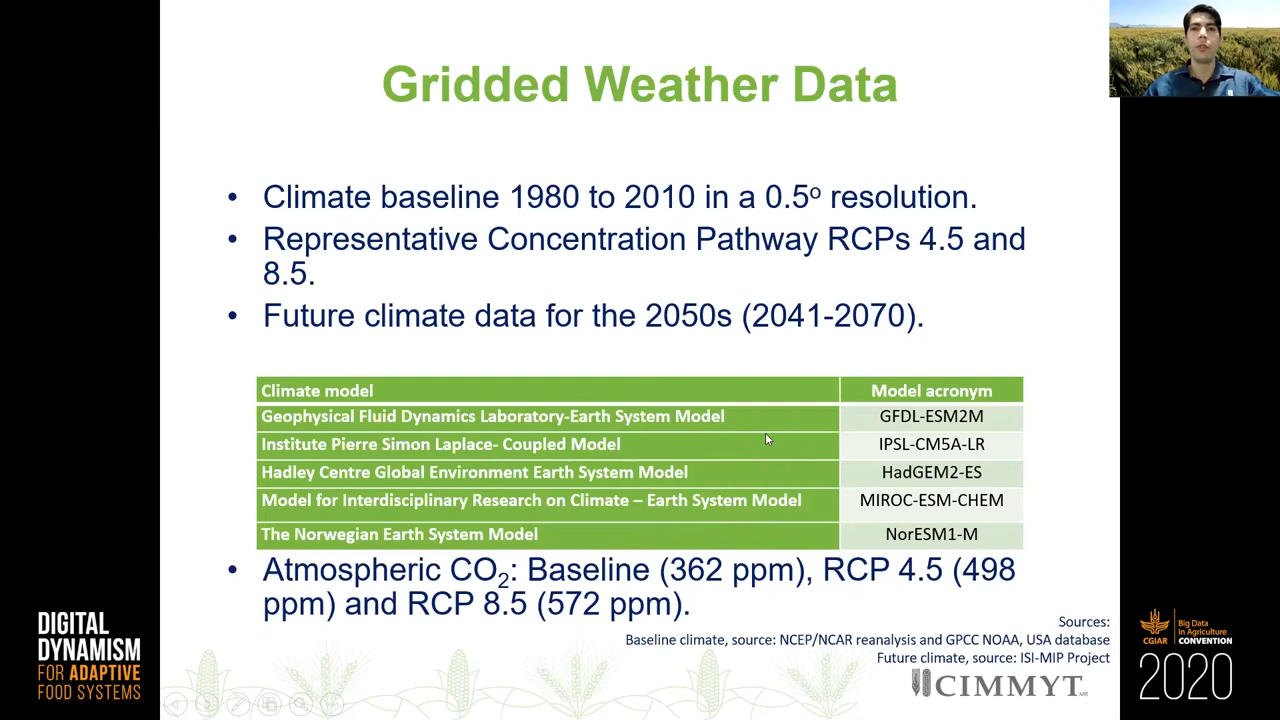 Gridded Weather Data
• Climate baseline 1980 to 2010 in a 0.5º resolution.
• Representative Concentration Pathway RCPs 4.5 and
8.5.
• Future climate data for the 2050s (2041-2070).
Climate model Model acronym
Geophysical Fluid Dynamics Laboratory-Earth System Model GFDL-ESM2M
Institute Pierre Simon Laplace- Coupled Model IPSL-CM5A-LR
Hadley Centre Global Environment Earth System Model HadGEM2-ES
Model for Interdisciplinary Research on Climate – Earth System Model MIROC-ESM-CHEM
The Norwegian Earth System Model NorESM1-M
• Atmospheric CO₂: Baseline (362 ppm), RCP 4.5 (498
ppm) and RCP 8.5 (572 ppm).
Sources:
Baseline climate, source: NCEP/NCAR reanalysis and GPCC NOAA, USA database
Future climate, source: ISI-MIP Project
CIMMYT MR
DIGITAL
DYNAMISM
FOR ADAPTIVE
FOOD SYSTEMS
CGIAR
Big Data
in Agriculture
CONVENTION
2020